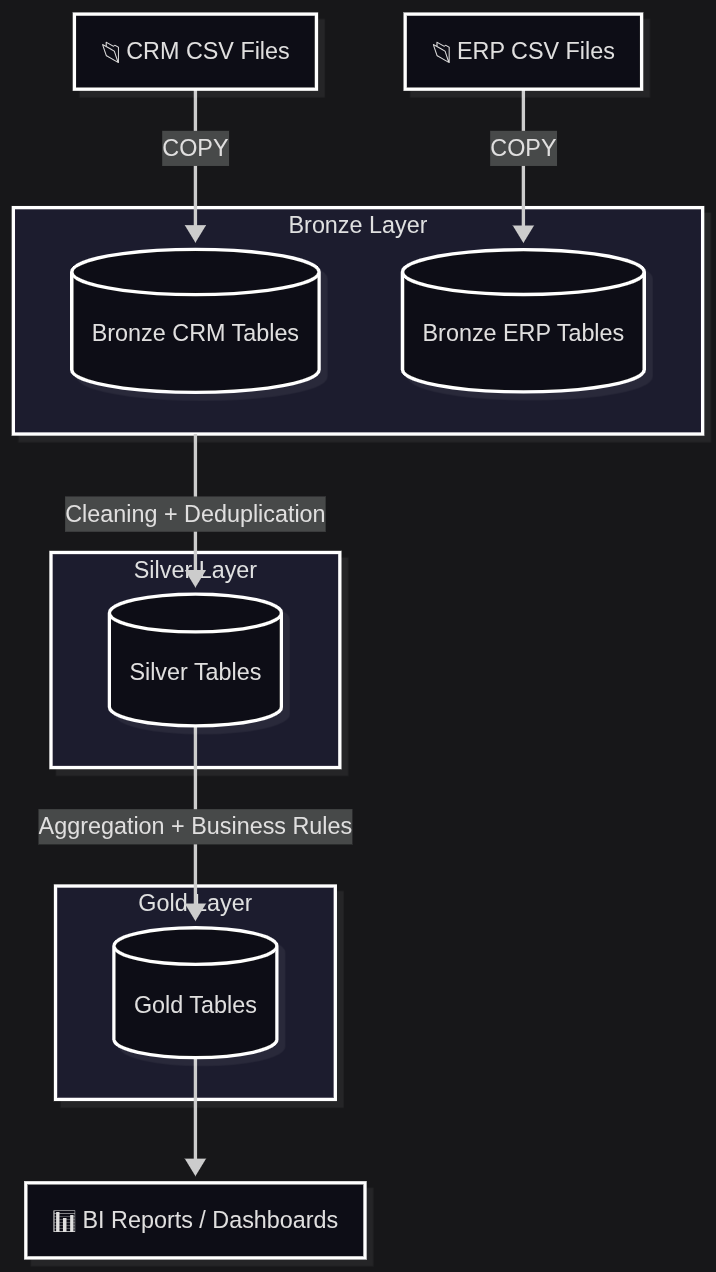 CRM CSV Files
ERP CSV Files
COPY
COPY
Bronze Layer
Bronze CRM Tables
Bronze ERP Tables
Cleaning + Deduplication
Silver Layer
Silver Tables
Aggregation + Business Rules
Gold Layer
Gold Tables
BI Reports / Dashboards